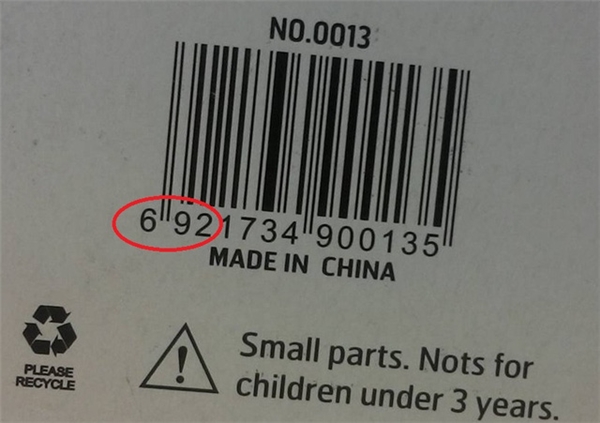 NO.0013
6 921734 900135
MADE IN CHINA
PLEASE
RECYCLE
Small parts. Nots for
children under 3 years.